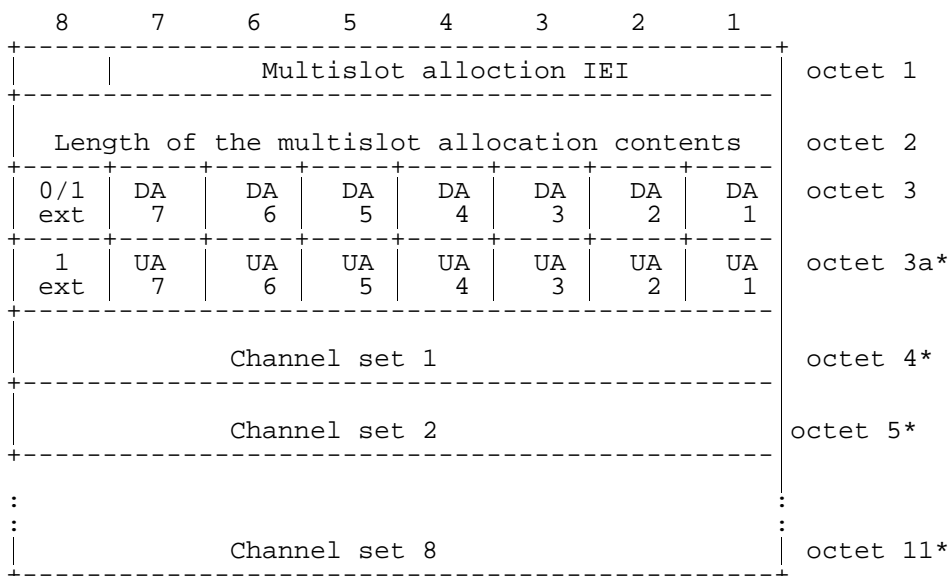 8 7 6 5 4 3 2 1
Multislot alloction IEI octet 1
Length of the multislot allocation contents octet 2
0/1 DA DA DA DA DA DA DA octet 3
ext 7 6 5 4 3 2 1
1 UA UA UA UA UA UA UA octet 3a*
ext 7 6 5 4 3 2 1
Channel set 1 octet 4*
Channel set 2 octet 5*
: :
: :
Channel set 8 octet 11*